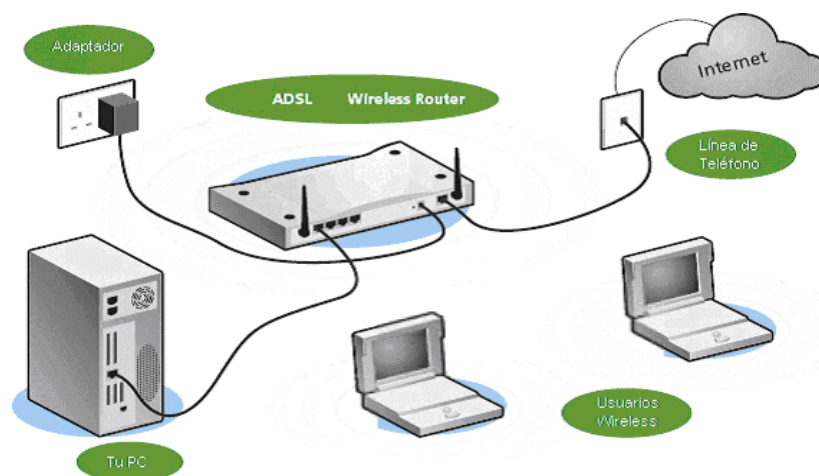 Adaptador
ADSL Wireless Router
Internet
Línea de
Teléfono
Usuarios
Wireless
Tu PC